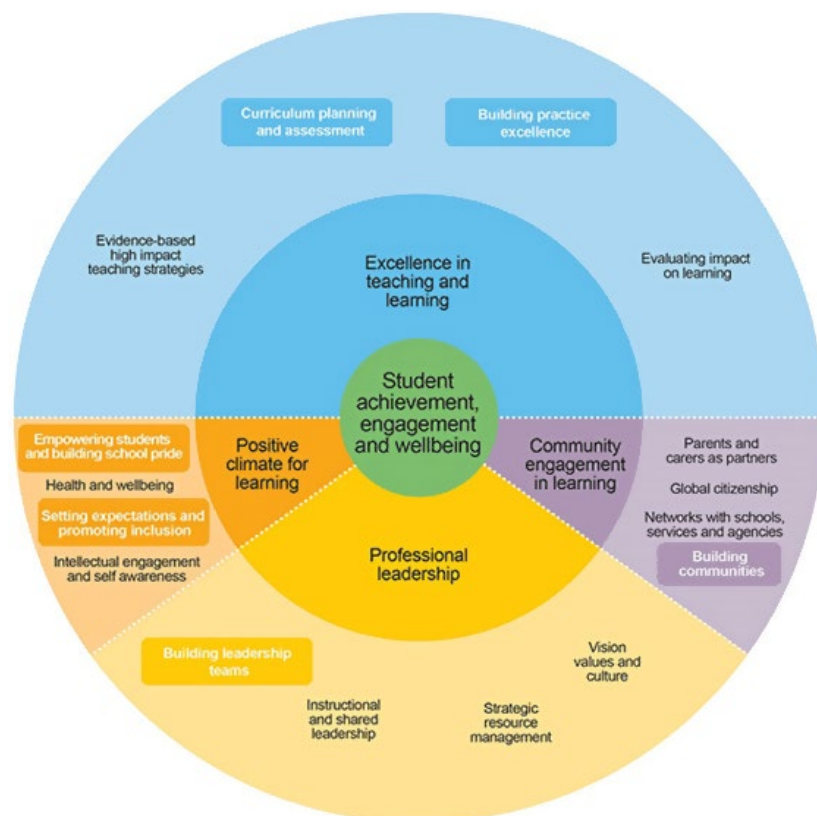 Curriculum planning
and assessment
Building practice
excellence
Evidence-based
high impact
teaching strategies
Excellence in
teaching and
learning
Evaluating impact
on learning
Student
achievement,
engagement
and wellbeing
Empowering students
and building school pride
Health and wellbeing
Setting expectations and
promoting inclusion
Intellectual engagement
and self awareness
Positive
climate for
learning
Community
engagement
in learning
Parents and
carers as partners
Global citizenship
Networks with schools,
services and agencies
Building
communities
Professional
leadership
Building leadership
teams
Instructional
and shared
leadership
Strategic
resource
management
Vision
values and
culture